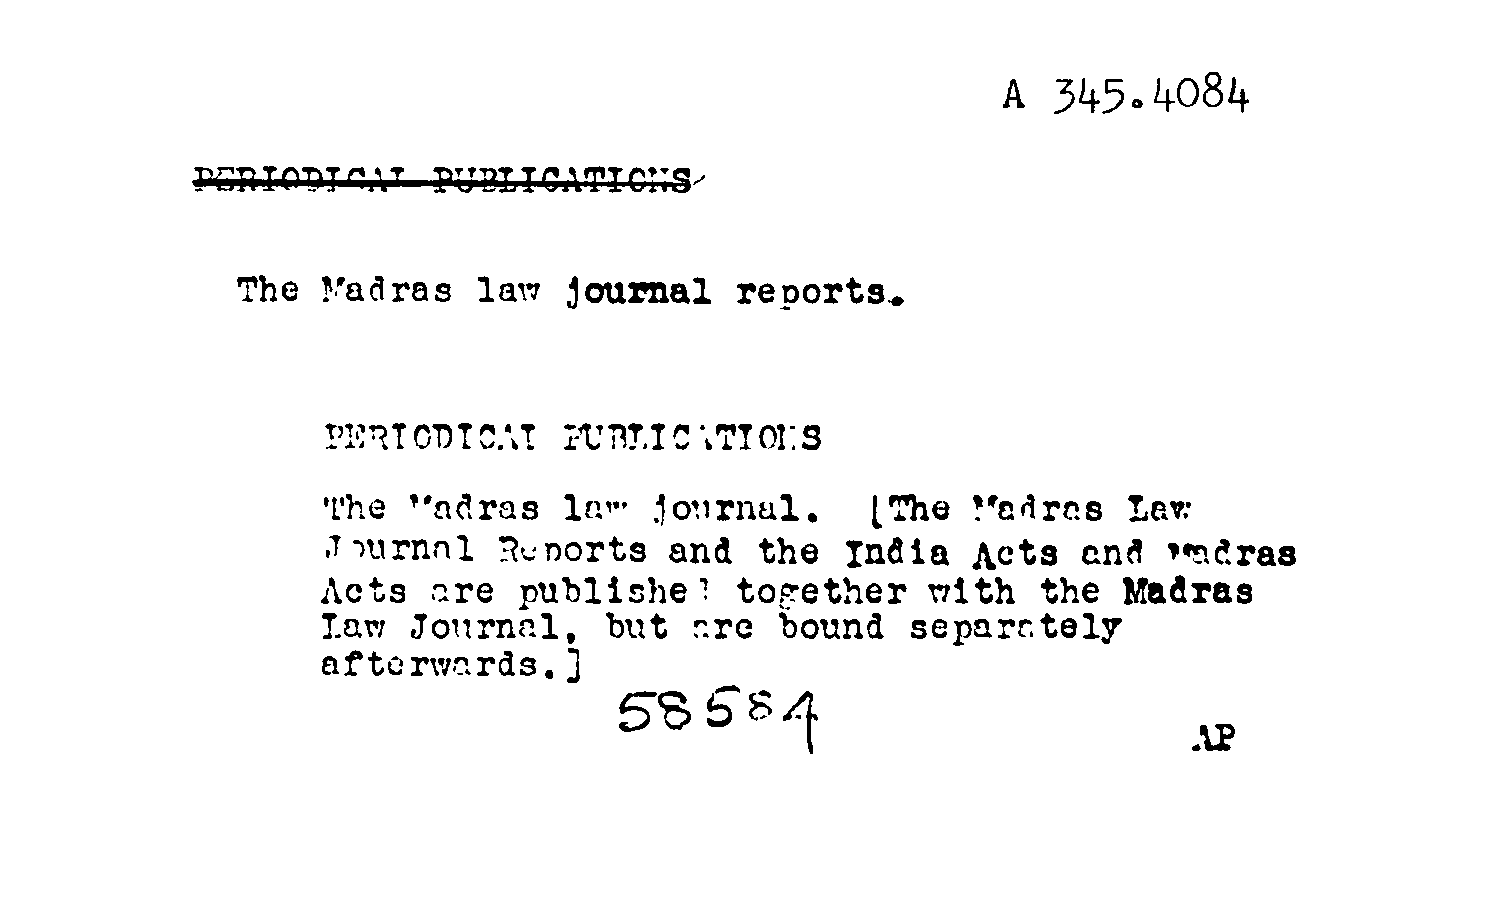 A 345.4084
PERIODICAL PUBLICATIONS
The Madras law journal reports.
PERIODICAL PUBLICATIONS
The Madras law journal. [The Madras Law
Journal Reports and the India Acts and Madras
Acts are published together with the Madras
Law Journal, but are bound separately
afterwards.]
58584
AP